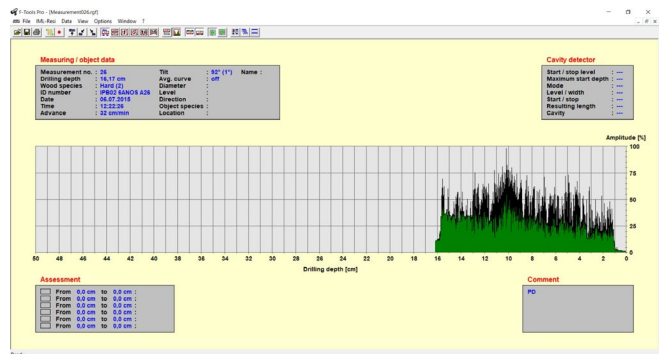 F-Tools Pro - [Measurement026.rgf]
File IML-Resi Data View Options Window ?
Measuring / object data
Measurement no. : 26 Tilt : 92° (1°) Name :
Drilling depth : 16,17 cm Avg. curve : off
Wood species : Hard (2) Diameter :
ID number : IPB02 6ANOS A26 Level :
Date : 06.07.2015 Direction :
Time : 12:22:26 Object species :
Advance : 32 cm/min Location :
Cavity detector
Start / stop level : ---
Maximum start depth : ---
Mode : ---
Level / width : ---
Start / stop : ---
Resulting length : ---
Cavity : ---
Amplitude [%]
100
75
50
25
0
50 48 46 44 42 40 38 36 34 32 30 28 26 24 22 20 18 16 14 12 10 8 6 4 2 0
Drilling depth [cm]
Assessment
From 0,0 cm to 0,0 cm :
From 0,0 cm to 0,0 cm :
From 0,0 cm to 0,0 cm :
From 0,0 cm to 0,0 cm :
From 0,0 cm to 0,0 cm :
From 0,0 cm to 0,0 cm :
Comment
PD